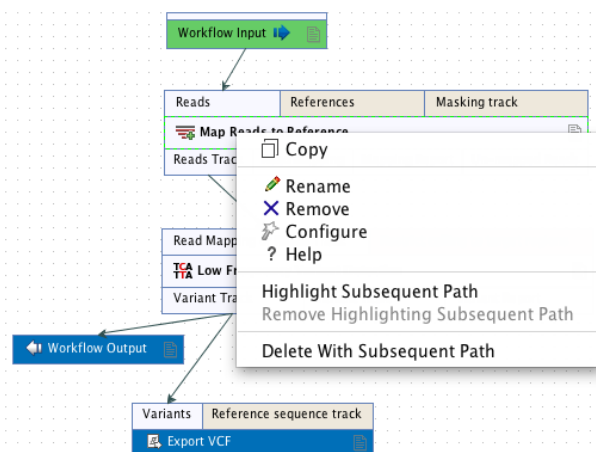 Workflow Input
Reads References Masking track
Map Reads to Reference
Reads Trac
Copy
Rename
Remove
Configure
? Help
Highlight Subsequent Path
Remove Highlighting Subsequent Path
Delete With Subsequent Path
Read Mapp
TCA
TTA
Low Fr
Variant Tra
Workflow Output
Variants Reference sequence track
Export VCF